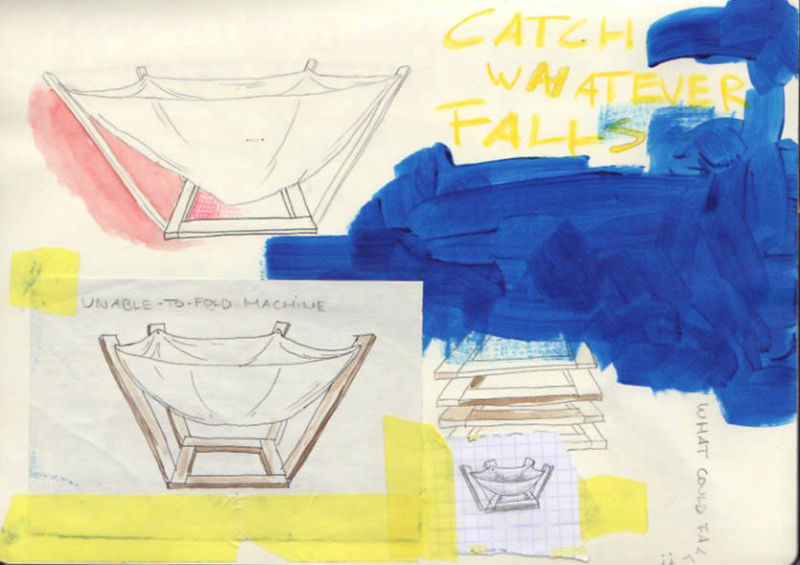 CATCH
WHATEVER
FALLS
UNABLE-TO-FOLD MACHINE
WHAT COULD FALL